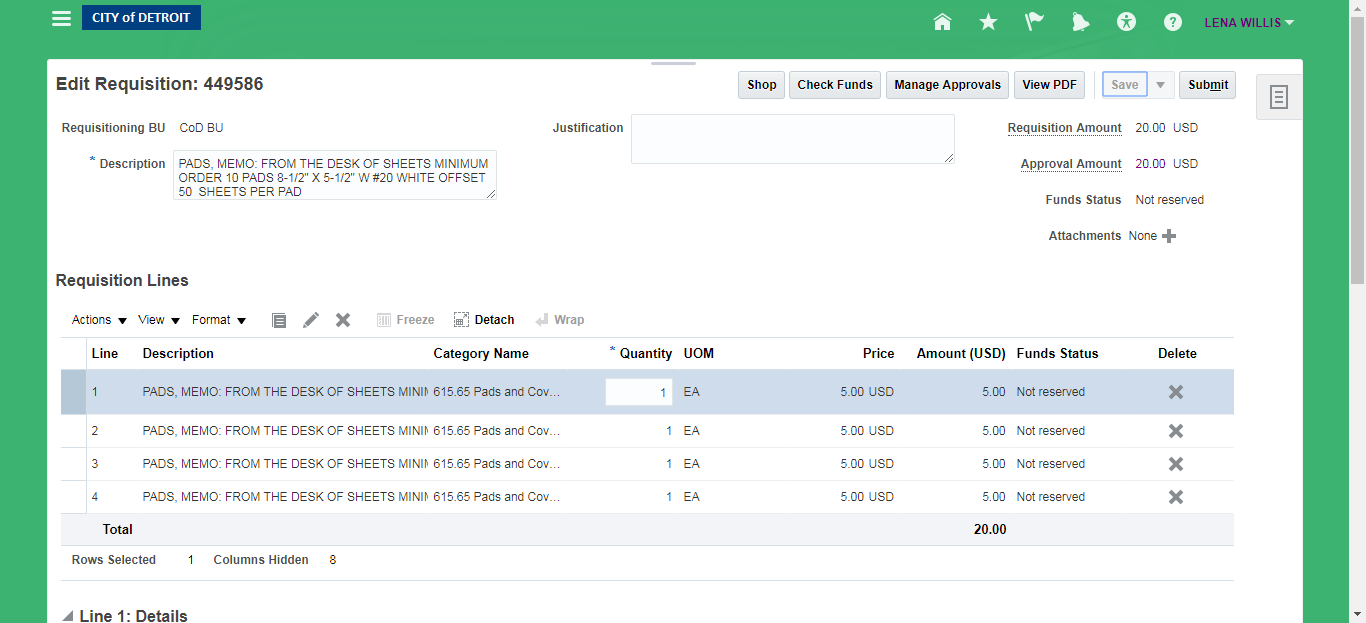 CITY of DETROIT
LENA WILLIS
Edit Requisition: 449586
Shop
Check Funds
Manage Approvals
View PDF
Save
Submit
Requisitioning BU CoD BU
Justification
Requisition Amount 20.00 USD
* Description PADS, MEMO: FROM THE DESK OF SHEETS MINIMUM
ORDER 10 PADS 8-1/2" X 5-1/2" W #20 WHITE OFFSET
50 SHEETS PER PAD
Approval Amount 20.00 USD
Funds Status Not reserved
Attachments None
Requisition Lines
Actions View Format Freeze Detach Wrap
Line Description Category Name * Quantity UOM Price Amount (USD) Funds Status Delete
1 PADS, MEMO: FROM THE DESK OF SHEETS MINI 615.65 Pads and Cov... 1 EA 5.00 USD 5.00 Not reserved
2 PADS, MEMO: FROM THE DESK OF SHEETS MINI 615.65 Pads and Cov... 1 EA 5.00 USD 5.00 Not reserved
3 PADS, MEMO: FROM THE DESK OF SHEETS MINI 615.65 Pads and Cov... 1 EA 5.00 USD 5.00 Not reserved
4 PADS, MEMO: FROM THE DESK OF SHEETS MINI 615.65 Pads and Cov... 1 EA 5.00 USD 5.00 Not reserved
Total 20.00
Rows Selected 1 Columns Hidden 8
Line 1: Details